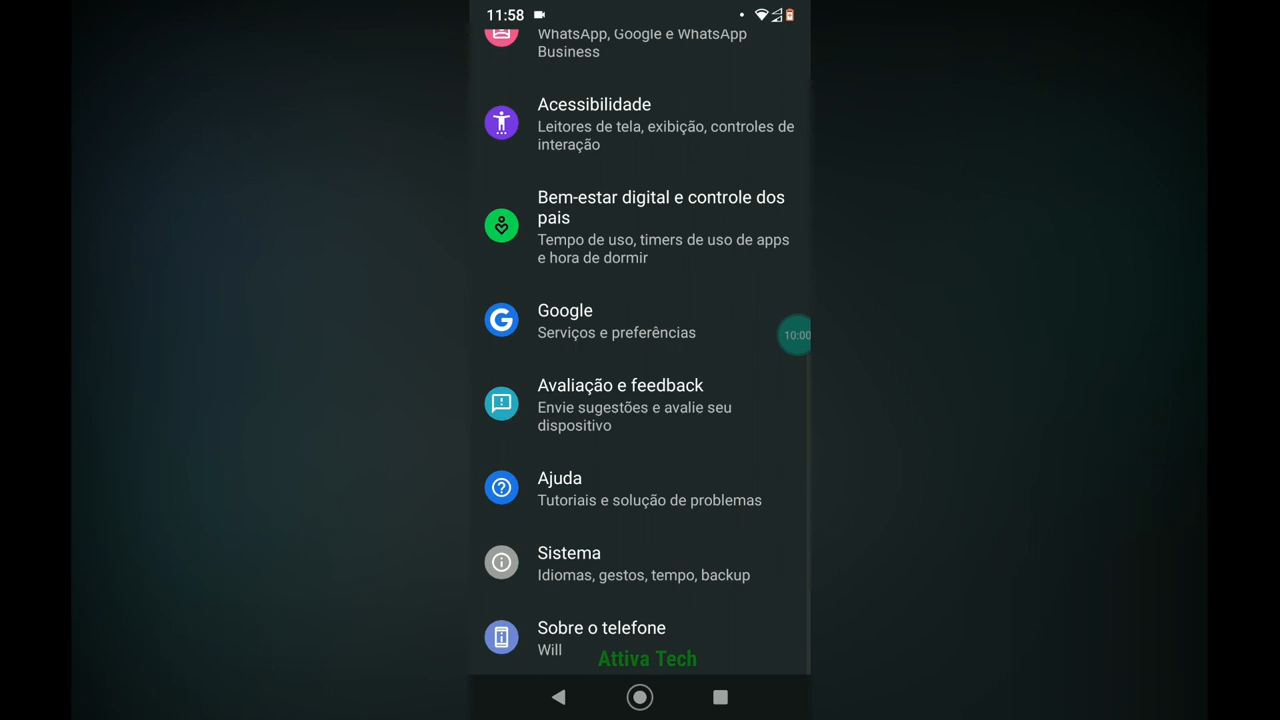 11:58
WhatsApp, Google e WhatsApp
Business
Acessibilidade
Leitores de tela, exibição, controles de
interação
Bem-estar digital e controle dos
pais
Tempo de uso, timers de uso de apps
e hora de dormir
Google
Serviços e preferências
10:00
Avaliação e feedback
Envie sugestões e avalie seu
dispositivo
Ajuda
Tutoriais e solução de problemas
Sistema
Idiomas, gestos, tempo, backup
Sobre o telefone
Will
Attiva Tech